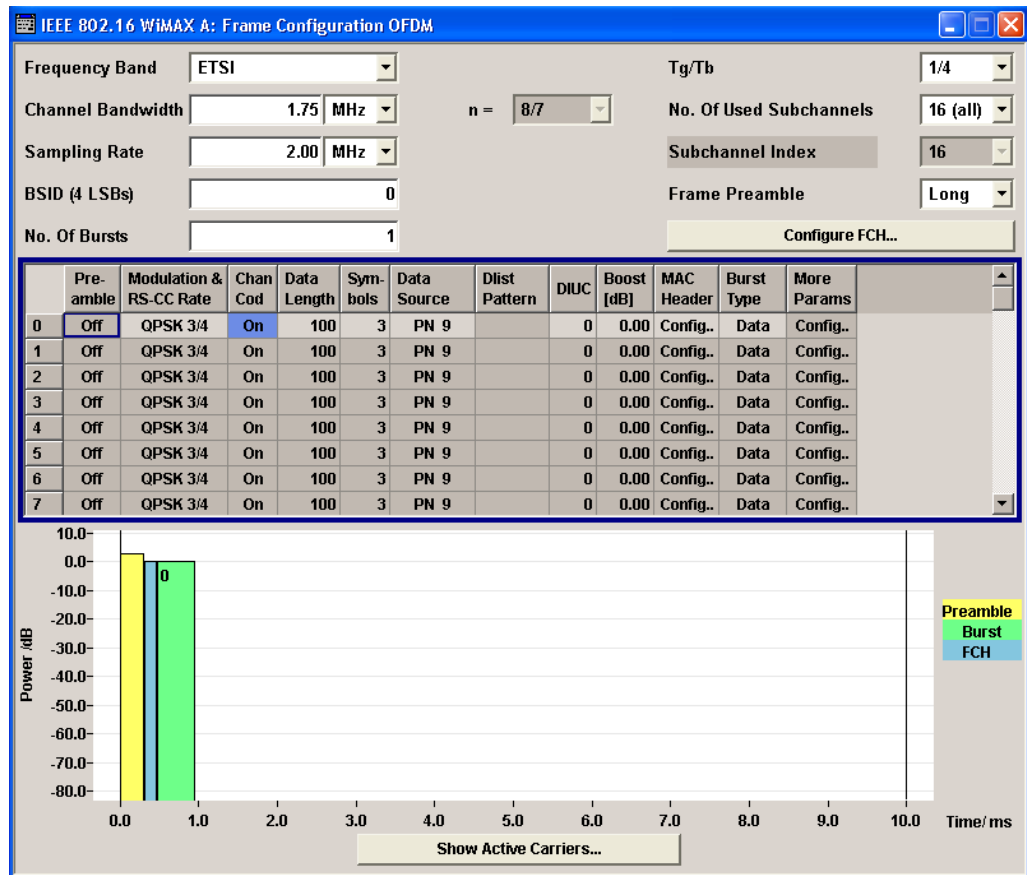 IEEE 802.16 WiMAX A: Frame Configuration OFDM
Frequency Band ETSI Tg/Tb 1/4
Channel Bandwidth 1.75 MHz n = 8/7 No. Of Used Subchannels 16 (all)
Sampling Rate 2.00 MHz Subchannel Index 16
BSID (4 LSBs) 0 Frame Preamble Long
No. Of Bursts 1 Configure FCH...
Pre- Modulation & Chan Data Sym- Data Dlist DIUC Boost MAC Burst More
amble RS-CC Rate Cod Length bols Source Pattern [dB] Header Type Params
0 Off QPSK 3/4 On 100 3 PN 9 0 0.00 Config.. Data Config..
1 Off QPSK 3/4 On 100 3 PN 9 0 0.00 Config.. Data Config..
2 Off QPSK 3/4 On 100 3 PN 9 0 0.00 Config.. Data Config..
3 Off QPSK 3/4 On 100 3 PN 9 0 0.00 Config.. Data Config..
4 Off QPSK 3/4 On 100 3 PN 9 0 0.00 Config.. Data Config..
5 Off QPSK 3/4 On 100 3 PN 9 0 0.00 Config.. Data Config..
6 Off QPSK 3/4 On 100 3 PN 9 0 0.00 Config.. Data Config..
7 Off QPSK 3/4 On 100 3 PN 9 0 0.00 Config.. Data Config..
Power /dB
10.0
0.0
-10.0
-20.0
-30.0
-40.0
-50.0
-60.0
-70.0
-80.0
0
Preamble
Burst
FCH
0.0 1.0 2.0 3.0 4.0 5.0 6.0 7.0 8.0 9.0 10.0 Time/ ms
Show Active Carriers...